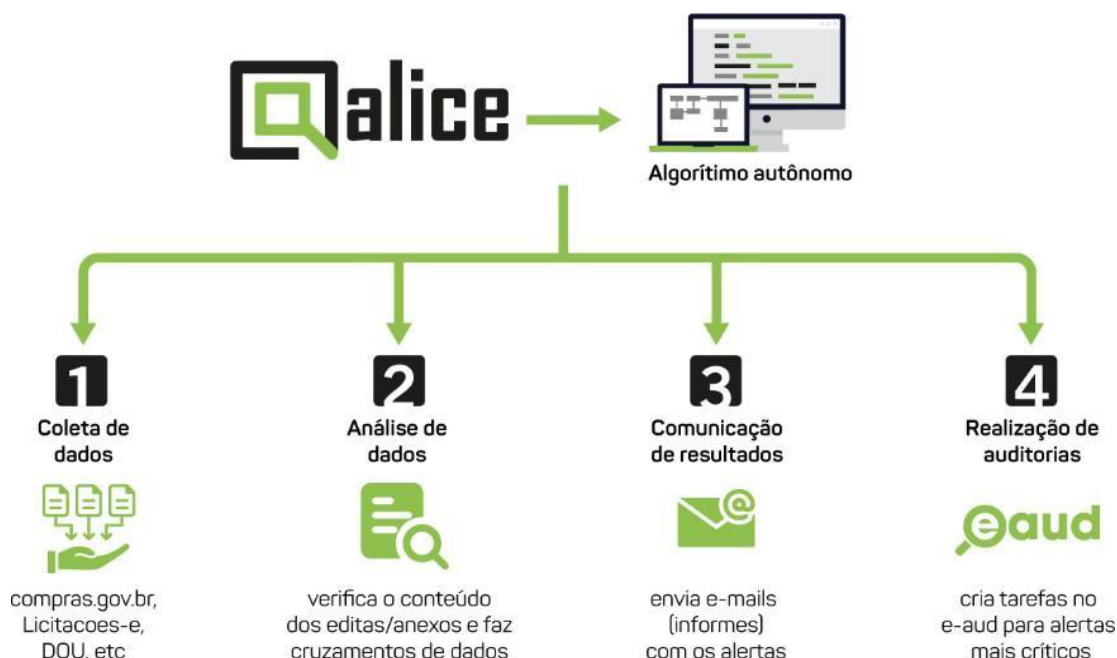 alice
Algorítimo autônomo
1
Coleta de
dados
compras.gov.br,
Licitacoes-e,
DOU, etc
2
Análise de
dados
verifica o conteúdo
dos editas/anexos e faz
cruzamentos de dados
3
Comunicação
de resultados
@
envia e-mails
(informes)
com os alertas
4
Realização de
auditorias
eaud
cria tarefas no
e-aud para alertas
mais críticos